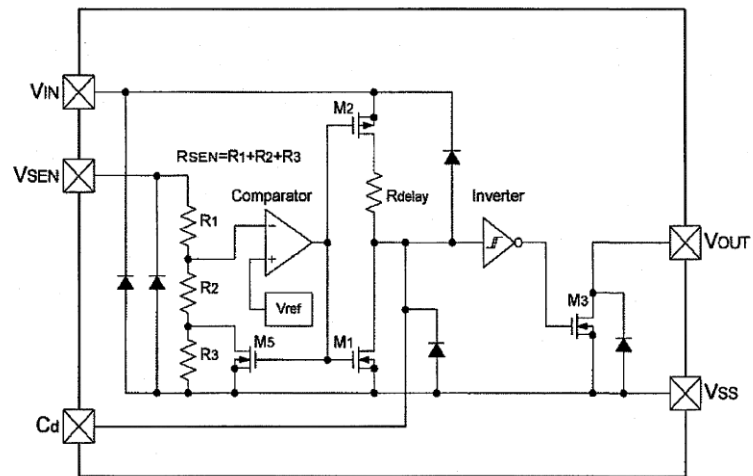 VIN
M2
VSEN
RSEN=R1+R2+R3
Comparator
Rdelay
Inverter
R1
VOUT
R2
Vref
M3
M5
M1
R3
VSS
Cd